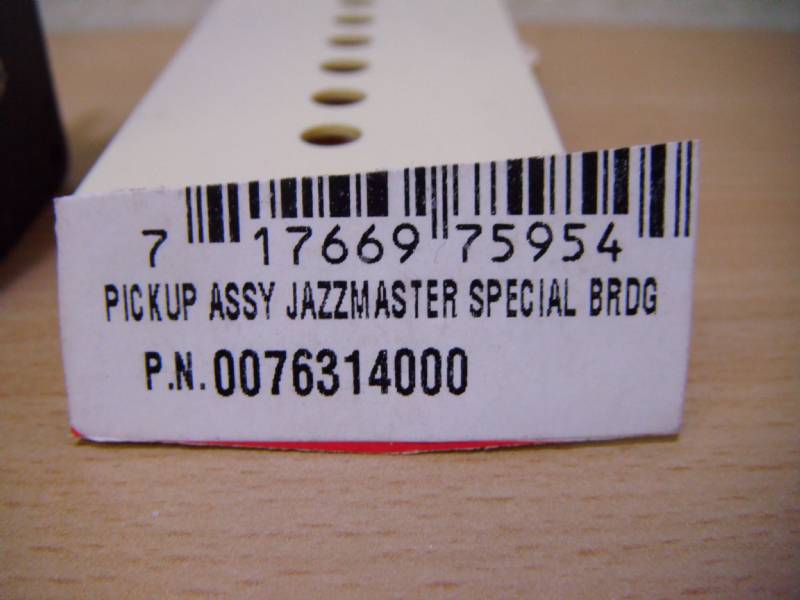 7 17669 75954
PICKUP ASSY JAZZMASTER SPECIAL BRDG
P.N. 0076314000